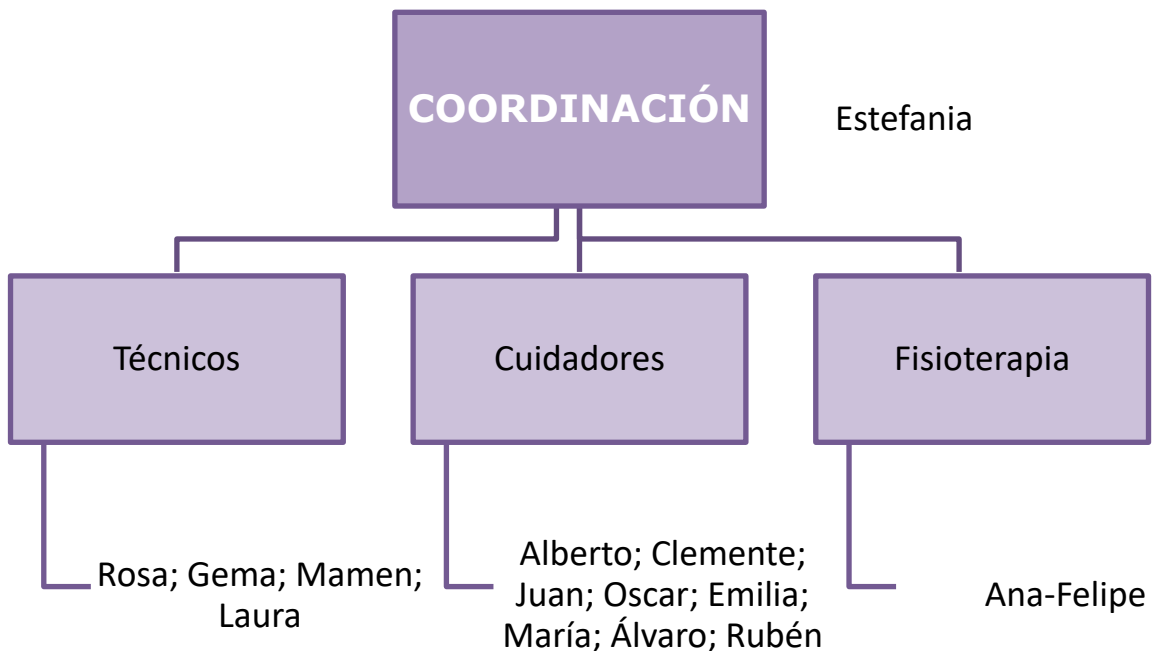 COORDINACIÓN
Estefania
Técnicos
Cuidadores
Fisioterapia
Rosa; Gema; Mamen;
Laura
Alberto; Clemente;
Juan; Oscar; Emilia;
María; Álvaro; Rubén
Ana-Felipe